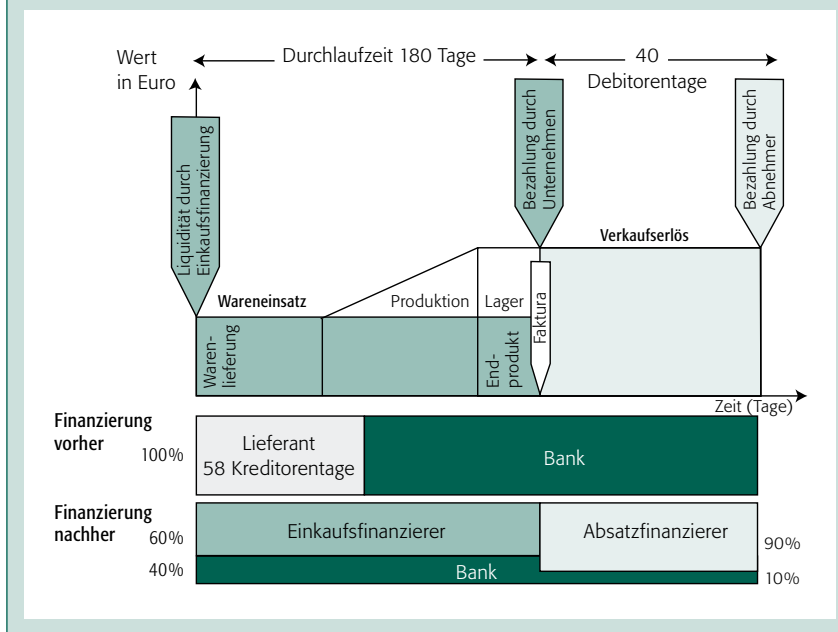 Wert
in Euro
Durchlaufzeit 180 Tage
40
Debitorentage
Liquidität durch
Einkaufsfinanzierung
Bezahlung durch
Unternehmen
Bezahlung durch
Abnehmer
Verkaufserlös
Wareneinsatz
Produktion
Lager
Faktura
Waren-
lieferung
End-
produkt
Zeit (Tage)
Finanzierung
vorher
100%
Lieferant
58 Kreditorentage
Bank
Finanzierung
nachher
60%
Einkaufsfinanzierer
Absatzfinanzierer
90%
40%
Bank
10%